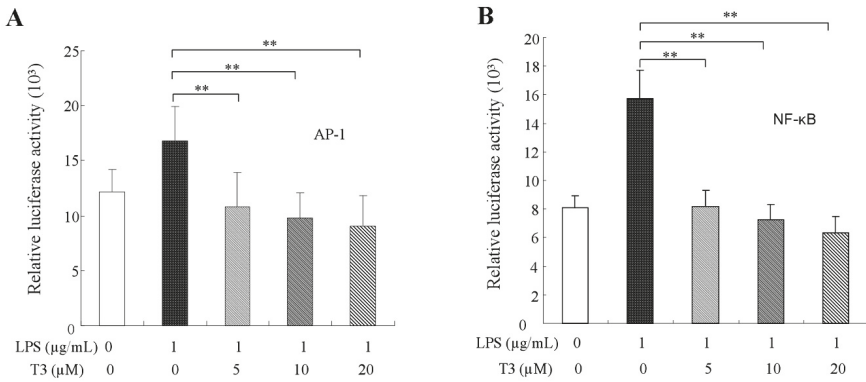 A
Relative luciferase activity (10³)
25
20
15
10
5
0
**
**
**
AP-1
LPS (µg/mL) 0 1 1 1 1
T3 (µM) 0 0 5 10 20
B
Relative luciferase activity (10³)
20
18
16
14
12
10
8
6
4
2
0
**
**
**
NF-κB
LPS (µg/mL) 0 1 1 1 1
T3 (µM) 0 0 5 10 20